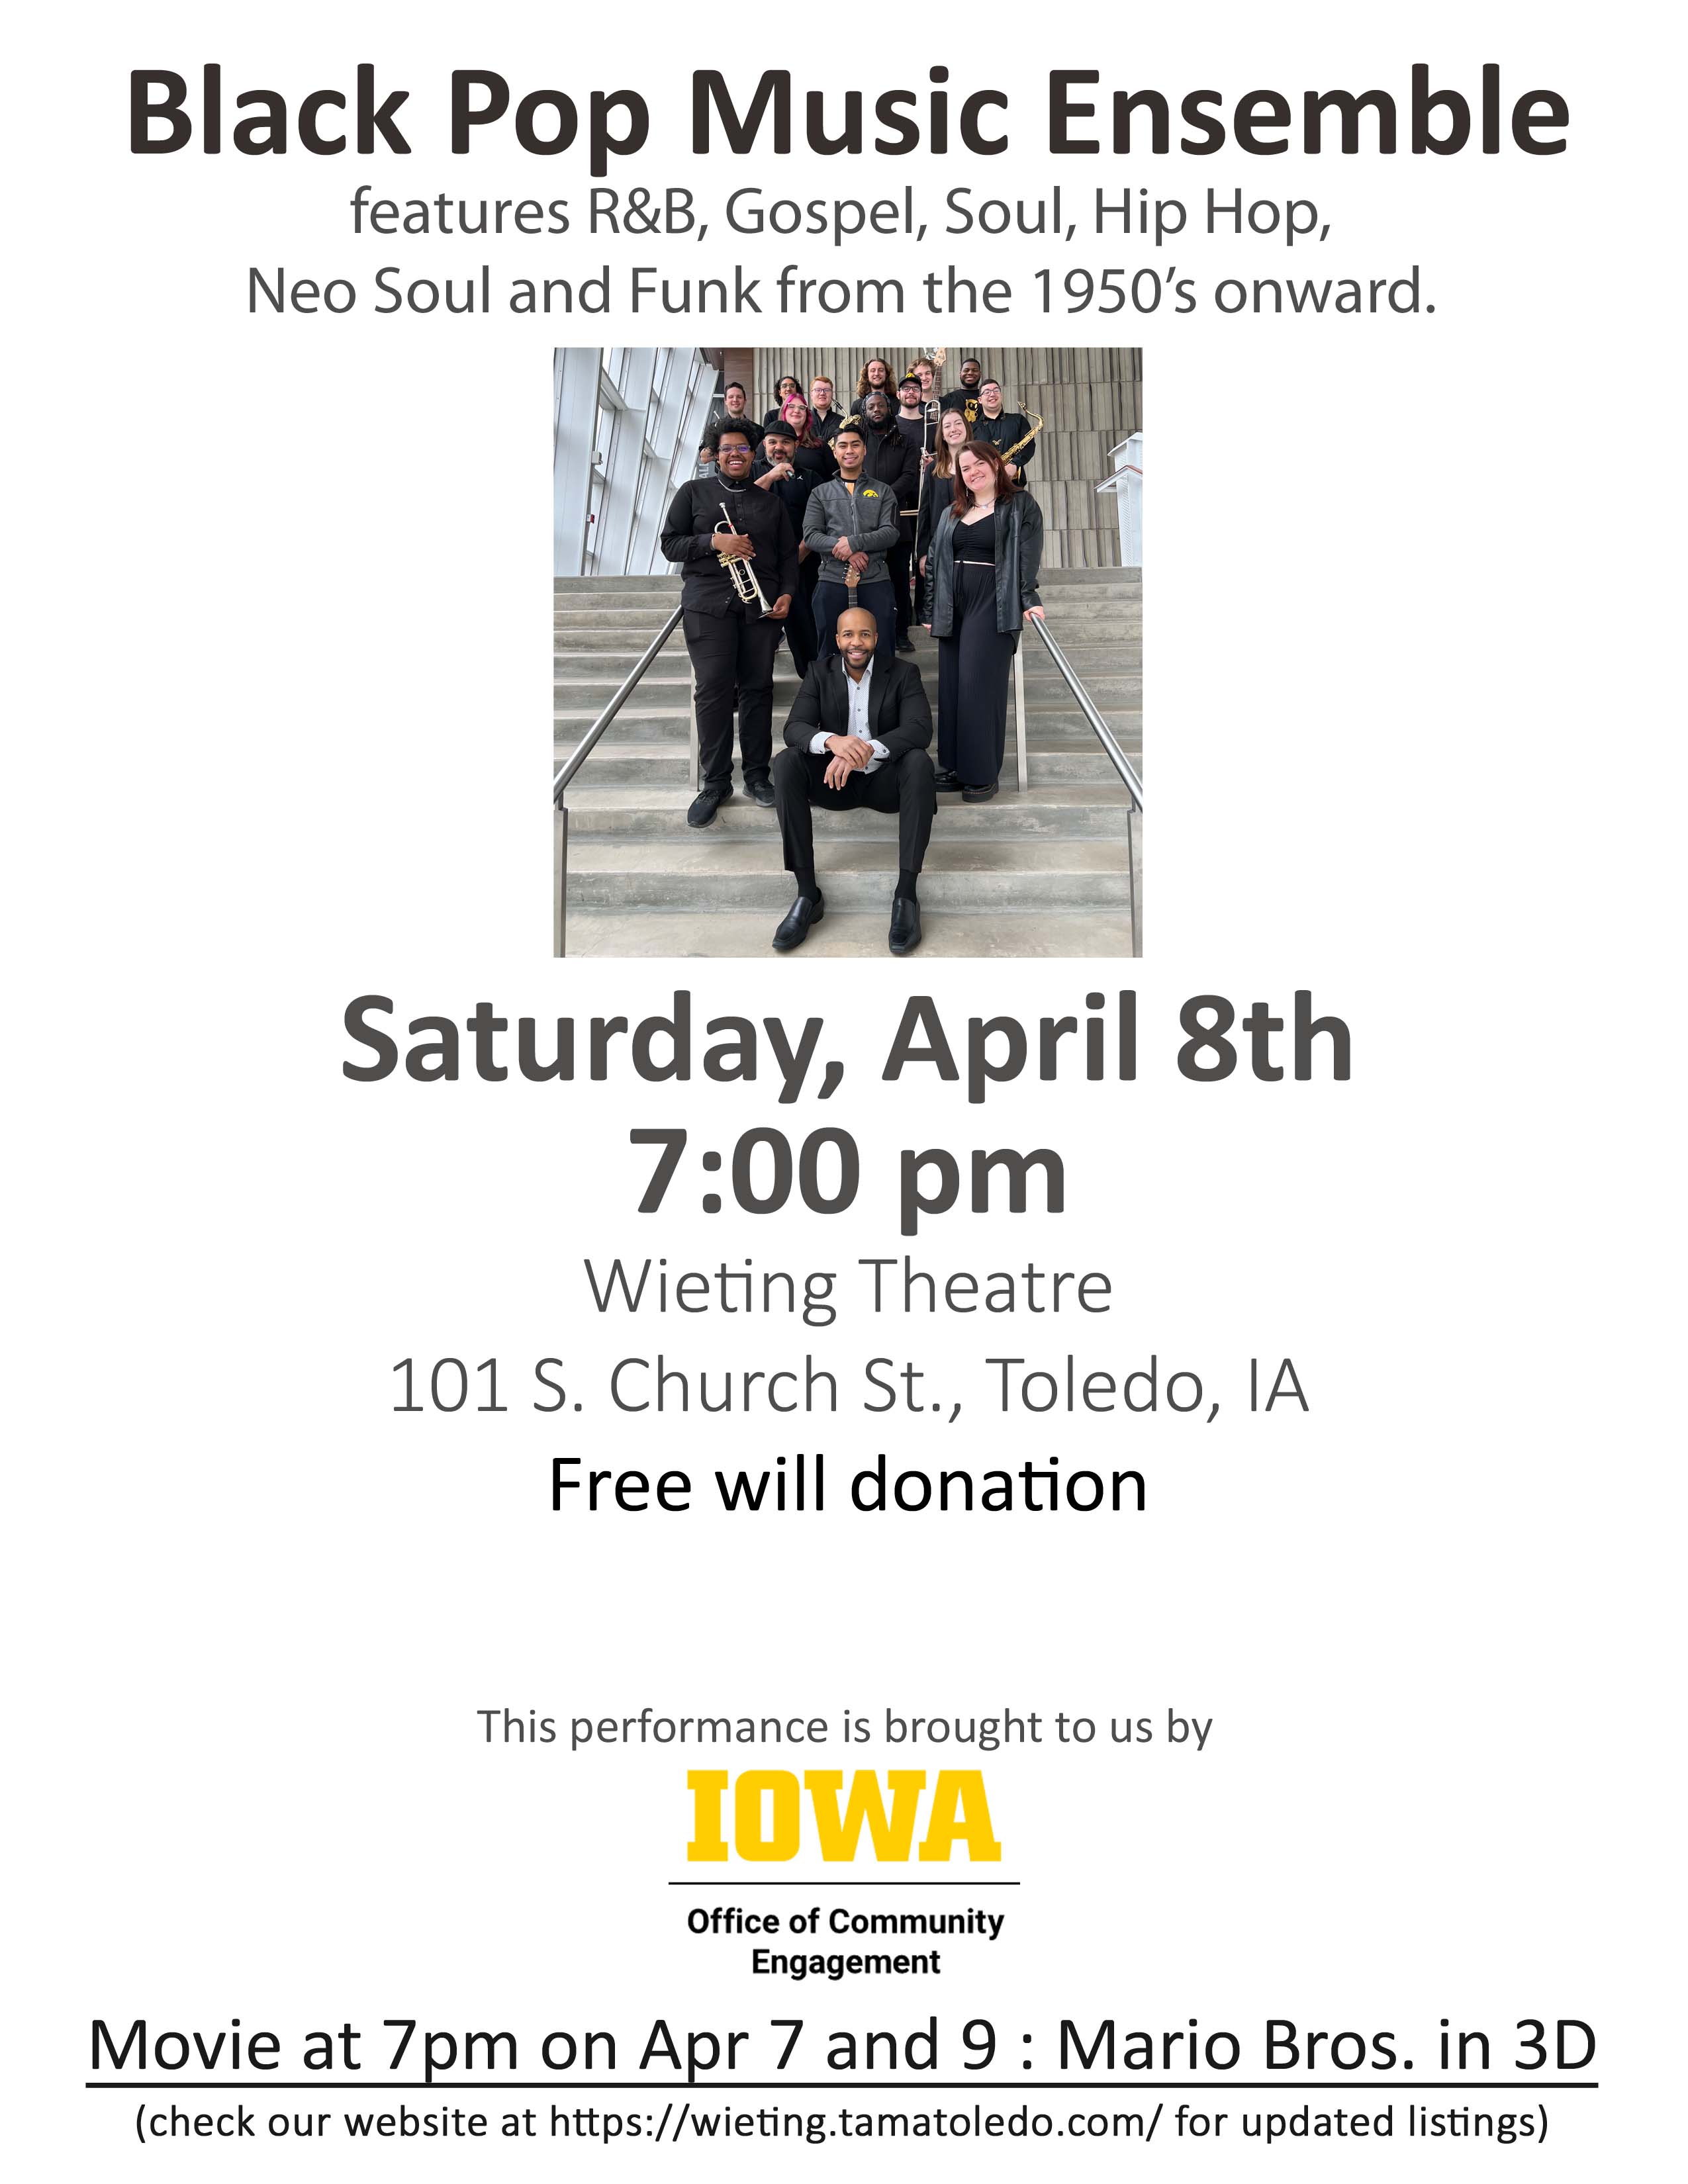 Black Pop Music Ensemble
features R&B, Gospel, Soul, Hip Hop,
Neo Soul and Funk from the 1950’s onward.
Saturday, April 8th
7:00 pm
Wieting Theatre
101 S. Church St., Toledo, IA
Free will donation
This performance is brought to us by
IOWA
Office of Community
Engagement
Movie at 7pm on Apr 7 and 9 : Mario Bros. in 3D
(check our website at https://wieting.tamatoledo.com/ for updated listings)